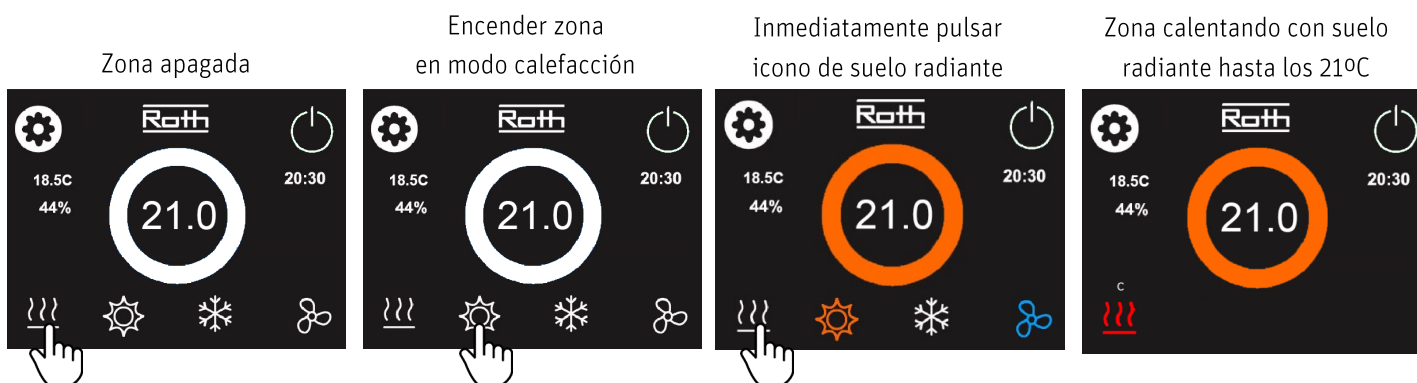 Zona apagada
Encender zona
en modo calefacción
Inmediatamente pulsar
icono de suelo radiante
Zona calentando con suelo
radiante hasta los 21ºC
Roth
18.5C
20:30
44%
21.0
Roth
18.5C
20:30
44%
21.0
Roth
18.5C
20:30
44%
21.0
Roth
18.5C
20:30
44%
21.0
C